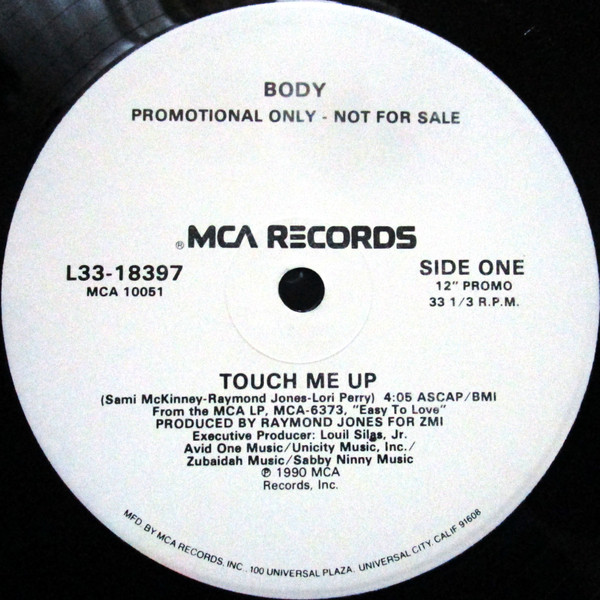 BODY
PROMOTIONAL ONLY - NOT FOR SALE
®MCA RECORDS
L33-18397
MCA 10051
SIDE ONE
12" PROMO
33 1/3 R.P.M.
TOUCH ME UP
(Sami McKinney-Raymond Jones-Lori Perry) 4:05 ASCAP/BMI
From the MCA LP, MCA-6373, "Easy To Love"
PRODUCED BY RAYMOND JONES FOR ZMI
Executive Producer: Louil Silas, Jr.
Avid One Music/Unicity Music, Inc./
Zubaidah Music/Sabby Ninny Music
℗ 1990 MCA
Records, Inc.
MFD. BY MCA RECORDS, INC., 100 UNIVERSAL PLAZA, UNIVERSAL CITY, CALIF. 91608